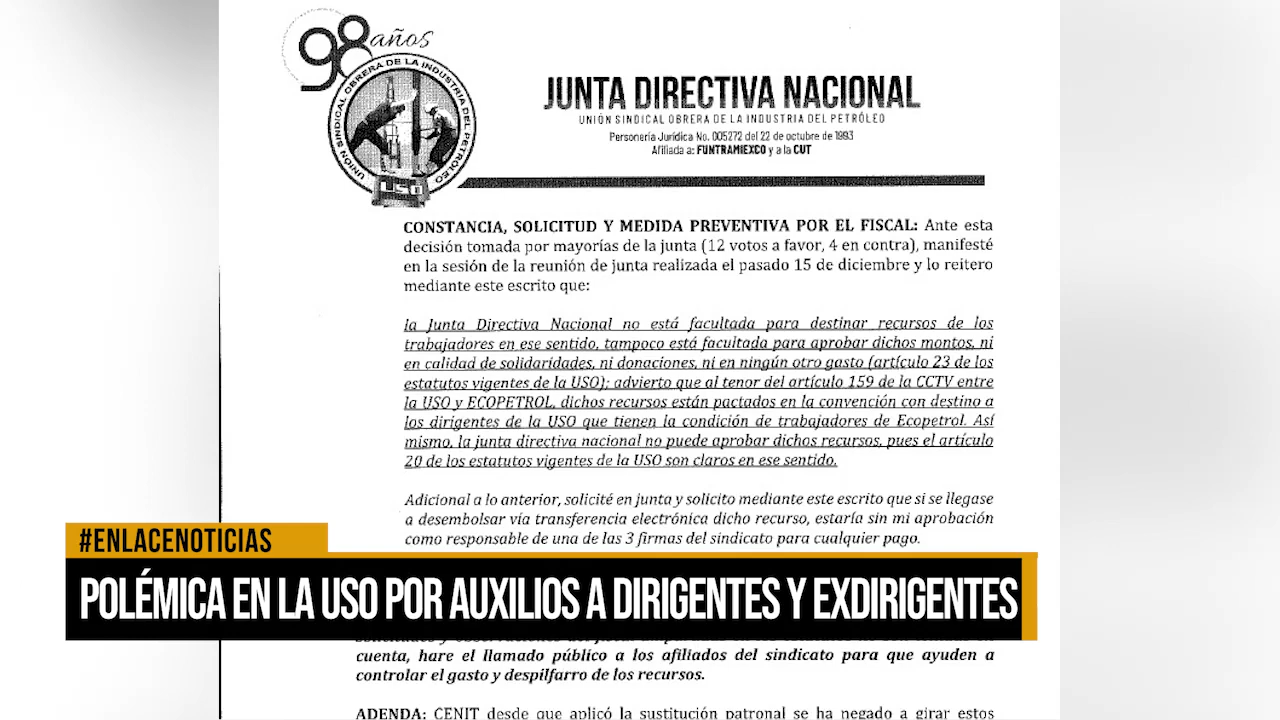 98 años
UNIÓN SINDICAL OBRERA DE LA INDUSTRIA DEL PETRÓLEO
USO
JUNTA DIRECTIVA NACIONAL
UNIÓN SINDICAL OBRERA DE LA INDUSTRIA DEL PETRÓLEO
Personería Jurídica No. 005272 del 22 de octubre de 1993
Afiliada a: FUNTRAMIEXCO y a la CUT
CONSTANCIA, SOLICITUD Y MEDIDA PREVENTIVA POR EL FISCAL: Ante esta
decisión tomada por mayorías de la junta (12 votos a favor, 4 en contra), manifesté
en la sesión de la reunión de junta realizada el pasado 15 de diciembre y lo reitero
mediante este escrito que:
la Junta Directiva Nacional no está facultada para destinar recursos de los
trabajadores en ese sentido, tampoco está facultada para aprobar dichos montos, ni
en calidad de solidaridades, ni donaciones, ni en ningún otro gasto (artículo 23 de los
estatutos vigentes de la USO); advierto que al tenor del artículo 159 de la CCTV entre
la USO y ECOPETROL, dichos recursos están pactados en la convención con destino a
los dirigentes de la USO que tienen la condición de trabajadores de Ecopetrol. Así
mismo, la junta directiva nacional no puede aprobar dichos recursos, pues el artículo
20 de los estatutos vigentes de la USO son claros en ese sentido.
Adicional a lo anterior, solicité en junta y solicito mediante este escrito que si se llegase
a desembolsar vía transferencia electrónica dicho recurso, estaría sin mi aprobación
como responsable de una de las 3 firmas del sindicato para cualquier pago.
#ENLACENOTICIAS
POLÉMICA EN LA USO POR AUXILIOS A DIRIGENTES Y EXDIRIGENTES
cuenta, hare el llamado público a los afiliados del sindicato para que ayuden a
controlar el gasto y despilfarro de los recursos.
ADENDA: CENIT desde que aplicó la sustitución patronal se ha negado a girar estos